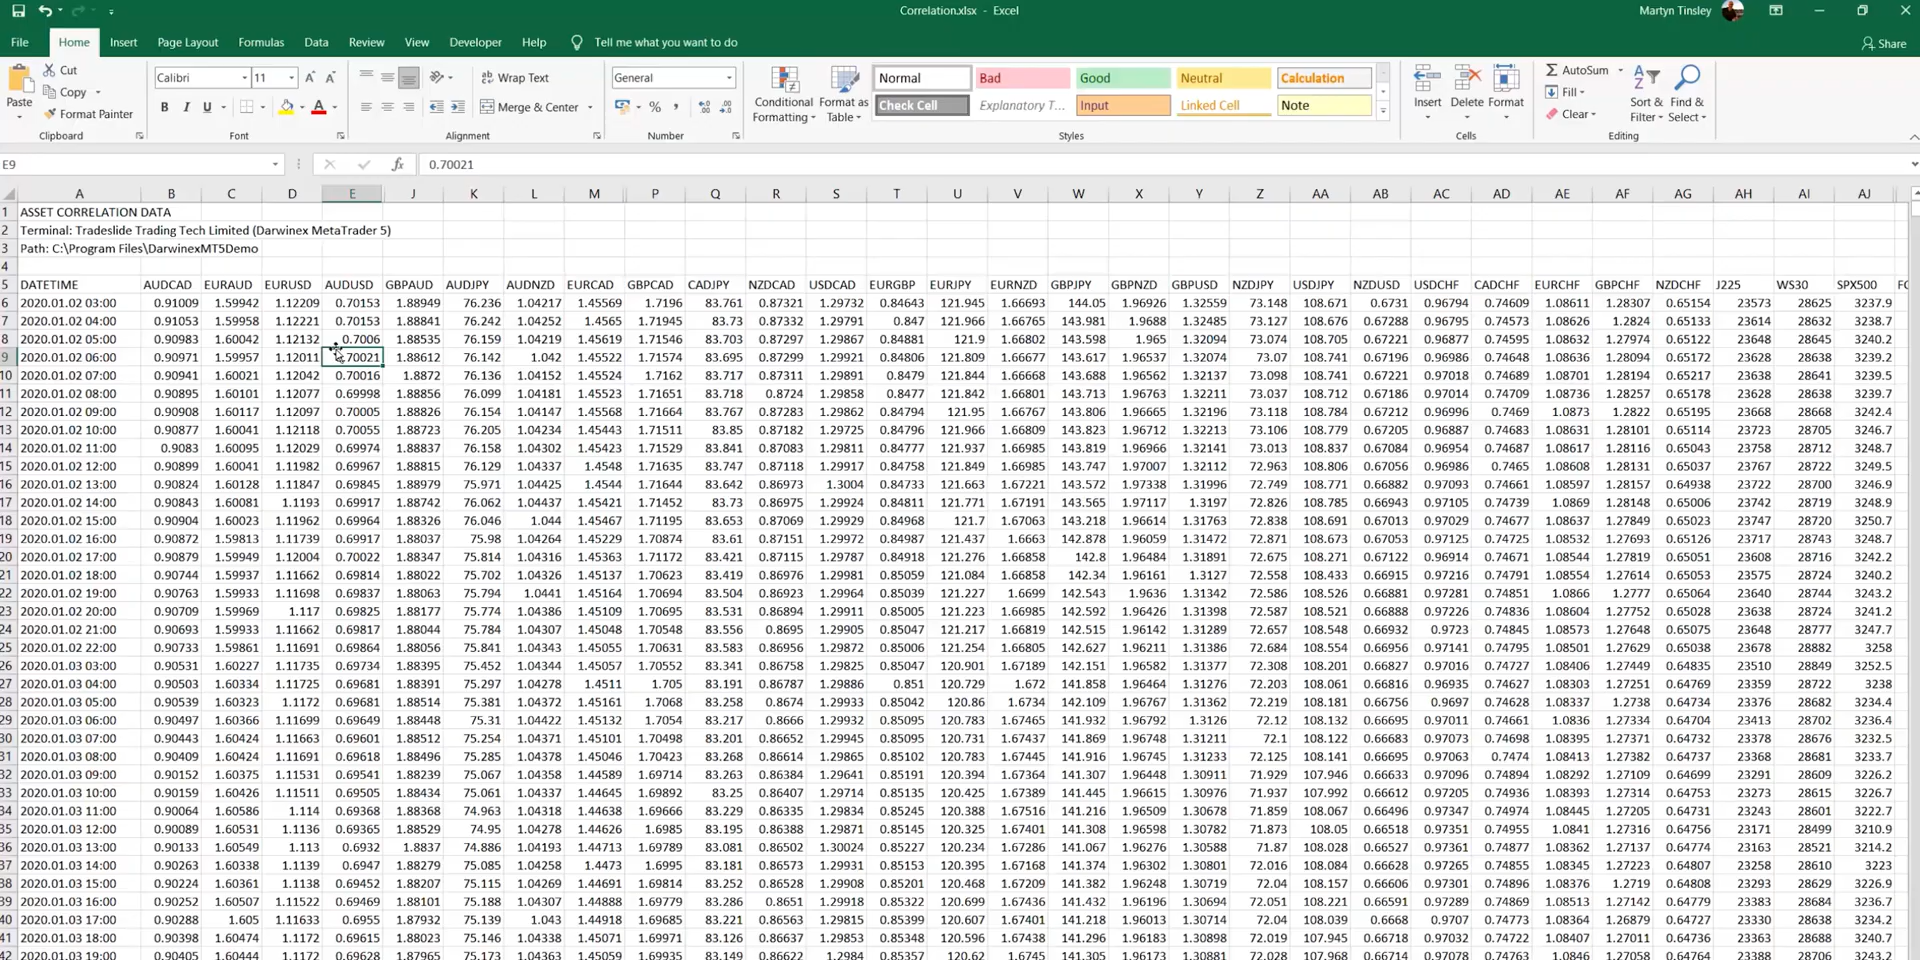 Correlation.xlsx - Excel
Martyn Tinsley
File Home Insert Page Layout Formulas Data Review View Developer Help Tell me what you want to do Share
Paste Cut Copy Format Painter Clipboard
Calibri 11 B I U A Font
Wrap Text Merge & Center Alignment
General % , Number
Conditional Formatting Format as Table
Normal Bad Good Neutral Calculation
Check Cell Explanatory T... Input Linked Cell Note
Styles
Insert Delete Format Cells
AutoSum Fill Clear Sort & Filter Find & Select Editing
E9 fx 0.70021
A B C D E J K L M P Q R S T U V W X Y Z AA AB AC AD AE AF AG AH AI AJ
1 ASSET CORRELATION DATA
2 Terminal: Tradeslide Trading Tech Limited (Darwinex MetaTrader 5)
3 Path: C:\Program Files\DarwinexMT5Demo
4
5 DATETIME AUDCAD EURAUD EURUSD AUDUSD GBPAUD AUDJPY AUDNZD EURCAD GBPCAD CADJPY NZDCAD USDCAD EURGBP EURJPY EURNZD GBPJPY GBPNZD GBPUSD NZDJPY USDJPY NZDUSD USDCHF CADCHF EURCHF GBPCHF NZDCHF J225 WS30 SPX500
6 2020.01.02 03:00 0.91009 1.59942 1.12209 0.70153 1.88949 76.236 1.04217 1.45569 1.7196 83.761 0.87321 1.29732 0.84643 121.945 1.66693 144.05 1.96926 1.32559 73.148 108.671 0.6731 0.96794 0.74609 1.08611 1.28307 0.65154 23573 28625 3237.9
7 2020.01.02 04:00 0.91053 1.59958 1.12221 0.70153 1.88841 76.242 1.04252 1.4565 1.71945 83.73 0.87332 1.29791 0.847 121.966 1.66765 143.981 1.9688 1.32485 73.127 108.676 0.67288 0.96795 0.74715 1.08626 1.2824 0.65133 23614 28632 3238.7
8 2020.01.02 05:00 0.90983 1.60042 1.12132 0.7006 1.88535 76.159 1.04219 1.45619 1.71546 83.703 0.87297 1.29857 0.84881 121.9 1.66802 143.598 1.965 1.32094 73.074 108.705 0.67221 0.96877 0.74595 1.08632 1.27974 0.65122 23648 28645 3240.2
9 2020.01.02 06:00 0.90971 1.59957 1.12011 0.70021 1.88612 76.142 1.042 1.45522 1.71574 83.695 0.87299 1.29921 0.84806 121.809 1.66677 143.617 1.96537 1.32074 73.07 108.741 0.67196 0.96986 0.74648 1.08636 1.28094 0.65172 23628 28638 3239.2
10 2020.01.02 07:00 0.90941 1.60021 1.12042 0.70016 1.8872 76.136 1.04152 1.45524 1.7162 83.717 0.87311 1.29891 0.8479 121.844 1.66668 143.688 1.96562 1.32137 73.098 108.741 0.67221 0.97018 0.74689 1.08701 1.28194 0.65217 23638 28641 3239.5
11 2020.01.02 08:00 0.90895 1.60101 1.12077 0.69998 1.88856 76.099 1.04181 1.45523 1.71651 83.718 0.8724 1.29858 0.8477 121.842 1.66801 143.713 1.96763 1.32211 73.037 108.712 0.67186 0.97014 0.74709 1.08736 1.28257 0.65178 23638 28638 3239.7
12 2020.01.02 09:00 0.90908 1.60117 1.12097 0.70005 1.88826 76.154 1.04147 1.45568 1.71664 83.767 0.87283 1.29862 0.84794 121.95 1.66767 143.806 1.96665 1.32196 73.118 108.784 0.67212 0.96996 0.7469 1.0873 1.2822 0.65195 23668 28668 3242.4
13 2020.01.02 10:00 0.90877 1.60041 1.12118 0.70055 1.88723 76.205 1.04234 1.45443 1.71511 83.85 0.87182 1.29725 0.84794 121.96 1.66809 143.823 1.96712 1.32213 73.106 108.779 0.67205 0.96887 0.74683 1.08631 1.28101 0.65114 23723 28705 3246.7
14 2020.01.02 11:00 0.9083 1.60095 1.12029 0.69974 1.88837 76.158 1.04302 1.45423 1.71529 83.841 0.87083 1.29811 0.84777 121.937 1.66995 143.819 1.96966 1.32141 73.013 108.837 0.67084 0.96954 0.74687 1.08617 1.28116 0.65043 23758 28712 3248.7
15 2020.01.02 12:00 0.90899 1.60041 1.11982 0.69967 1.88815 76.129 1.04337 1.4548 1.71635 83.747 0.87118 1.29917 0.84758 121.849 1.66985 143.747 1.97007 1.32112 72.963 108.806 0.67056 0.96986 0.7465 1.08608 1.28131 0.65037 23767 28722 3249.5
16 2020.01.02 13:00 0.90824 1.60128 1.11847 0.69845 1.88979 75.971 1.04425 1.4544 1.71644 83.642 0.86973 1.3004 0.84733 121.663 1.67221 143.572 1.97338 1.31996 72.749 108.771 0.66882 0.97093 0.74661 1.08597 1.28157 0.64938 23722 28700 3246.9
17 2020.01.02 14:00 0.90843 1.60081 1.1193 0.69917 1.88742 76.062 1.04437 1.45421 1.71452 83.73 0.86975 1.29924 0.84811 121.771 1.67191 143.565 1.97117 1.3197 72.826 108.785 0.66943 0.97105 0.74739 1.0869 1.28148 0.65006 23741 28719 3248.9
18 2020.01.02 15:00 0.90904 1.60023 1.11962 0.69964 1.88326 76.046 1.044 1.45467 1.71195 83.653 0.87069 1.29929 0.84968 121.7 1.67063 143.218 1.96614 1.31763 72.838 108.691 0.67013 0.97029 0.74677 1.08637 1.27849 0.65023 23747 28720 3250.7
19 2020.01.02 16:00 0.90872 1.59813 1.11739 0.69917 1.88037 75.98 1.04264 1.45229 1.70874 83.61 0.87151 1.29972 0.84987 121.437 1.6663 142.878 1.96059 1.31472 72.871 108.673 0.67053 0.97125 0.74725 1.08532 1.27693 0.65126 23717 28743 3248.7
20 2020.01.02 17:00 0.90879 1.59949 1.12004 0.70022 1.88347 75.814 1.04316 1.45363 1.71172 83.421 0.87115 1.29787 0.84918 121.276 1.66858 142.8 1.96484 1.31891 72.675 108.271 0.67122 0.96914 0.74671 1.08544 1.27819 0.65051 23608 28716 3242.2
21 2020.01.02 18:00 0.90744 1.59937 1.11662 0.69814 1.88022 75.702 1.04326 1.45137 1.70623 83.419 0.86976 1.29981 0.85059 121.084 1.66858 142.34 1.96161 1.3127 72.558 108.433 0.66915 0.97216 0.74791 1.08554 1.27614 0.65053 23575 28724 3240.2
22 2020.01.02 19:00 0.90763 1.59933 1.11698 0.69837 1.88063 75.794 1.0441 1.45164 1.70694 83.504 0.86923 1.29964 0.85039 121.227 1.6699 142.543 1.9636 1.31342 72.586 108.526 0.66881 0.97281 0.74851 1.0866 1.2777 0.65064 23640 28744 3243.2
23 2020.01.02 20:00 0.90709 1.59969 1.117 0.69825 1.88177 75.774 1.04386 1.45109 1.70695 83.531 0.86894 1.29911 0.85005 121.223 1.66985 142.592 1.96426 1.31398 72.587 108.521 0.66888 0.97226 0.74836 1.08604 1.27752 0.65028 23638 28724 3241.2
24 2020.01.02 21:00 0.90693 1.59933 1.11662 0.69817 1.88044 75.784 1.04307 1.45048 1.70548 83.556 0.8695 1.29905 0.85047 121.217 1.66819 142.515 1.96142 1.31289 72.657 108.548 0.66932 0.9723 0.74845 1.08553 1.27648 0.65075 23648 28777 3247.7
25 2020.01.02 22:00 0.90733 1.59861 1.11691 0.69864 1.88056 75.841 1.04343 1.45055 1.70631 83.583 0.86956 1.29872 0.85006 121.254 1.66805 142.627 1.96211 1.31386 72.684 108.554 0.66956 0.97141 0.74795 1.08501 1.27629 0.65038 23658 28882 3258
26 2020.01.03 03:00 0.90531 1.60227 1.11735 0.69734 1.88395 75.452 1.04344 1.45057 1.70552 83.341 0.86758 1.29825 0.85067 120.901 1.67189 142.151 1.96582 1.31377 72.308 108.201 0.66827 0.97018 0.74727 1.08406 1.27449 0.64835 23510 28849 3252.5
27 2020.01.03 04:00 0.90503 1.60334 1.11725 0.69681 1.88391 75.297 1.04278 1.4511 1.705 83.191 0.86787 1.29886 0.851 120.729 1.672 141.858 1.96464 1.31276 72.203 108.061 0.66816 0.96935 0.74627 1.08303 1.27251 0.64769 23359 28722 3238
28 2020.01.03 05:00 0.90539 1.60323 1.1172 0.69681 1.88514 75.381 1.04372 1.45161 1.7068 83.258 0.8674 1.29933 0.85042 120.86 1.6734 142.109 1.96767 1.31362 72.219 108.181 0.66756 0.9697 0.74622 1.08337 1.2738 0.64734 23376 28682 3234.4
29 2020.01.03 06:00 0.90497 1.60366 1.11699 0.69649 1.88448 75.31 1.04422 1.45132 1.7054 83.217 0.8666 1.29932 0.85095 120.783 1.67465 141.932 1.96792 1.3126 72.12 108.132 0.66695 0.97011 0.74661 1.0836 1.27334 0.64704 23413 28702 3236.4
30 2020.01.03 07:00 0.90443 1.60424 1.11663 0.69601 1.88512 75.254 1.04371 1.45101 1.70498 83.201 0.86652 1.29945 0.85095 120.731 1.67437 141.869 1.96748 1.31211 72.1 108.122 0.66683 0.97073 0.74698 1.08395 1.27364 0.64732 23378 28675 3232.5
31 2020.01.03 08:00 0.90409 1.60424 1.11691 0.69618 1.88496 75.285 1.04378 1.45046 1.70423 83.268 0.86614 1.29865 0.85102 120.783 1.67445 141.916 1.96745 1.31311 72.125 108.141 0.66695 0.97063 0.7474 1.08413 1.27382 0.64737 23368 28681 3233.7
32 2020.01.03 09:00 0.90152 1.60375 1.11531 0.69541 1.88239 75.067 1.04358 1.44589 1.69714 83.263 0.86384 1.29641 0.85191 120.394 1.67364 141.307 1.96448 1.30911 71.929 107.946 0.66633 0.97076 0.74894 1.08292 1.27109 0.64699 23291 28609 3226.2
33 2020.01.03 10:00 0.90159 1.60426 1.11511 0.69505 1.88434 75.061 1.04364 1.44645 1.69892 83.25 0.86407 1.29714 0.85135 120.425 1.67389 141.445 1.96615 1.30976 71.934 107.992 0.66612 0.97205 0.74936 1.08393 1.27314 0.64755 23301 28614 3226.7
34 2020.01.03 11:00 0.90064 1.60586 1.114 0.69368 1.88368 74.963 1.04318 1.44638 1.69666 83.229 0.86335 1.29834 0.85245 120.288 1.67516 141.216 1.96509 1.30678 71.859 108.067 0.66496 0.97347 0.74974 1.08445 1.27205 0.64731 23243 28601 3222.7
35 2020.01.03 12:00 0.90089 1.60531 1.1136 0.69365 1.88529 74.95 1.04278 1.44626 1.6985 83.195 0.86388 1.29871 0.85145 120.325 1.67401 141.308 1.96598 1.30782 71.873 108.05 0.66518 0.97351 0.74955 1.0841 1.27316 0.64756 23171 28499 3210.9
36 2020.01.03 13:00 0.90133 1.60549 1.113 0.6932 1.8837 74.886 1.04193 1.44713 1.69789 83.081 0.86502 1.30024 0.85227 120.234 1.67286 141.067 1.96276 1.30588 71.87 108.028 0.66527 0.97361 0.74877 1.08362 1.27137 0.64774 23163 28521 3214.2
37 2020.01.03 14:00 0.90263 1.60338 1.1139 0.6947 1.88279 75.085 1.04258 1.4473 1.6995 83.181 0.86573 1.29931 0.85153 120.395 1.67168 141.374 1.96302 1.30801 72.016 108.084 0.66628 0.97265 0.74855 1.08345 1.27223 0.64807 23258 28610 3223
38 2020.01.03 15:00 0.90224 1.60361 1.1138 0.69451 1.88207 75.115 1.04269 1.44691 1.69814 83.252 0.86528 1.29908 0.85201 120.468 1.67209 141.382 1.96248 1.30719 72.04 108.157 0.66606 0.97301 0.74896 1.08376 1.2719 0.64808 23293 28629 3226.9
39 2020.01.03 16:00 0.90252 1.60507 1.11522 0.69469 1.88101 75.188 1.04307 1.44888 1.69779 83.286 0.8651 1.29918 0.85322 120.699 1.67436 141.432 1.96196 1.30694 72.051 108.221 0.66591 0.97289 0.74869 1.08513 1.27142 0.64779 23328 28684 3236.7
40 2020.01.03 17:00 0.90288 1.605 1.11633 0.6955 1.87932 75.139 1.043 1.44918 1.69685 83.221 0.86563 1.29815 0.85399 120.607 1.67401 141.218 1.96013 1.30714 72.04 108.039 0.6668 0.9707 0.74773 1.08364 1.26879 0.64727 23330 28638 3234.2
41 2020.01.03 18:00 0.90398 1.60474 1.1172 0.69615 1.88023 75.146 1.04338 1.45071 1.69971 83.126 0.86637 1.29853 0.85348 120.596 1.67438 141.296 1.96183 1.30898 72.019 107.945 0.66718 0.97032 0.74722 1.08407 1.27011 0.64736 23363 28688 3240.7